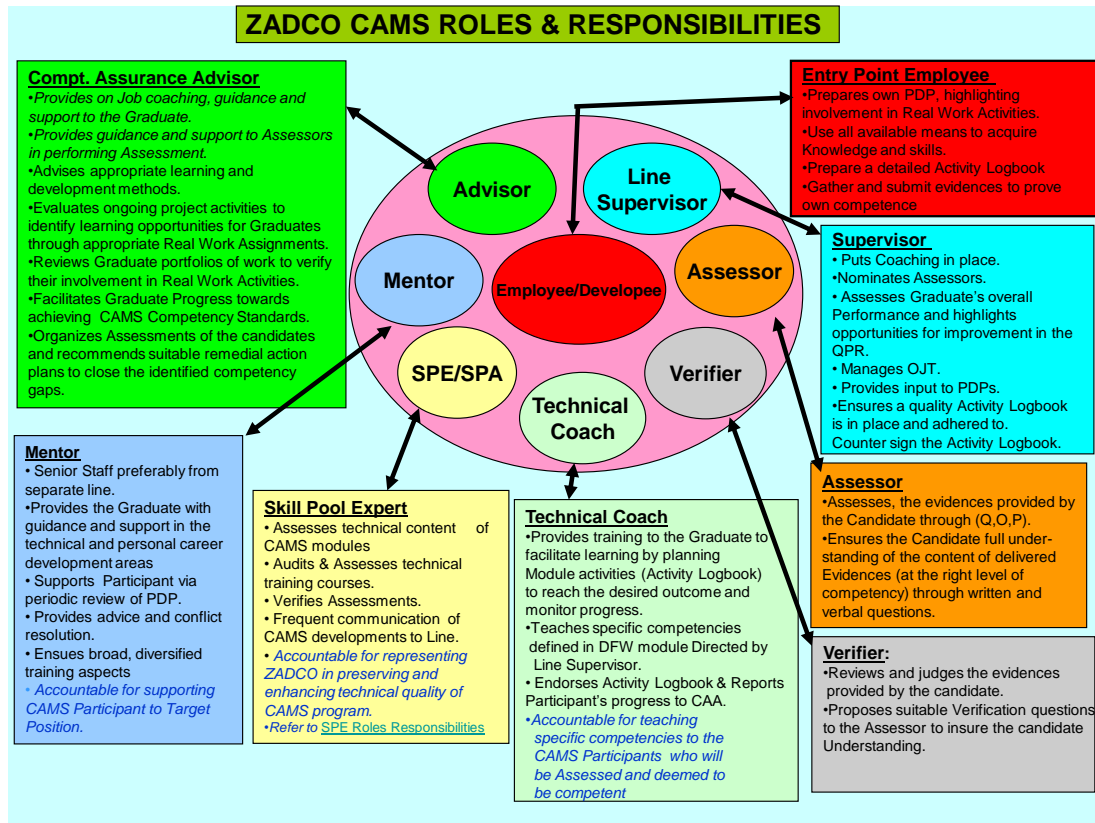 ZADCO CAMS ROLES & RESPONSIBILITIES
Compt. Assurance Advisor
•Provides on Job coaching, guidance and
support to the Graduate.
•Provides guidance and support to Assessors
in performing Assessment.
•Advises appropriate learning and
development methods.
•Evaluates ongoing project activities to
identify learning opportunities for Graduates
through appropriate Real Work Assignments.
•Reviews Graduate portfolios of work to verify
their involvement in Real Work Activities.
•Facilitates Graduate Progress towards
achieving CAMS Competency Standards.
•Organizes Assessments of the candidates
and recommends suitable remedial action
plans to close the identified competency
gaps.
Entry Point Employee
•Prepares own PDP, highlighting
involvement in Real Work Activities.
•Use all available means to acquire
Knowledge and skills.
•Prepare a detailed Activity Logbook
•Gather and submit evidences to prove
own competence
Advisor
Line
Supervisor
Mentor
Employee/Developee
Assessor
SPE/SPA
Technical
Coach
Verifier
Supervisor
• Puts Coaching in place.
•Nominates Assessors.
• Assesses Graduate's overall
Performance and highlights
opportunities for improvement in the
QPR.
• Manages OJT.
• Provides input to PDPs.
•Ensures a quality Activity Logbook
is in place and adhered to.
Counter sign the Activity Logbook.
Mentor
• Senior Staff preferably from
separate line.
•Provides the Graduate with
guidance and support in the
technical and personal career
development areas
• Supports Participant via
periodic review of PDP.
• Provides advice and conflict
resolution.
• Ensues broad, diversified
training aspects
• Accountable for supporting
CAMS Participant to Target
Position.
Skill Pool Expert
• Assesses technical content of
CAMS modules
• Audits & Assesses technical
training courses.
• Verifies Assessments.
• Frequent communication of
CAMS developments to Line.
• Accountable for representing
ZADCO in preserving and
enhancing technical quality of
CAMS program.
•Refer to SPE Roles Responsibilities
Technical Coach
•Provides training to the Graduate to
facilitate learning by planning
Module activities (Activity Logbook)
to reach the desired outcome and
monitor progress.
•Teaches specific competencies
defined in DFW module Directed by
Line Supervisor.
• Endorses Activity Logbook & Reports
Participant's progress to CAA.
•Accountable for teaching
specific competencies to the
CAMS Participants who will
be Assessed and deemed to
be competent
Assessor
•Assesses, the evidences provided by
the Candidate through (Q,O,P).
•Ensures the Candidate full under-
standing of the content of delivered
Evidences (at the right level of
competency) through written and
verbal questions.
Verifier:
•Reviews and judges the evidences
provided by the candidate.
•Proposes suitable Verification questions
to the Assessor to insure the candidate
Understanding.